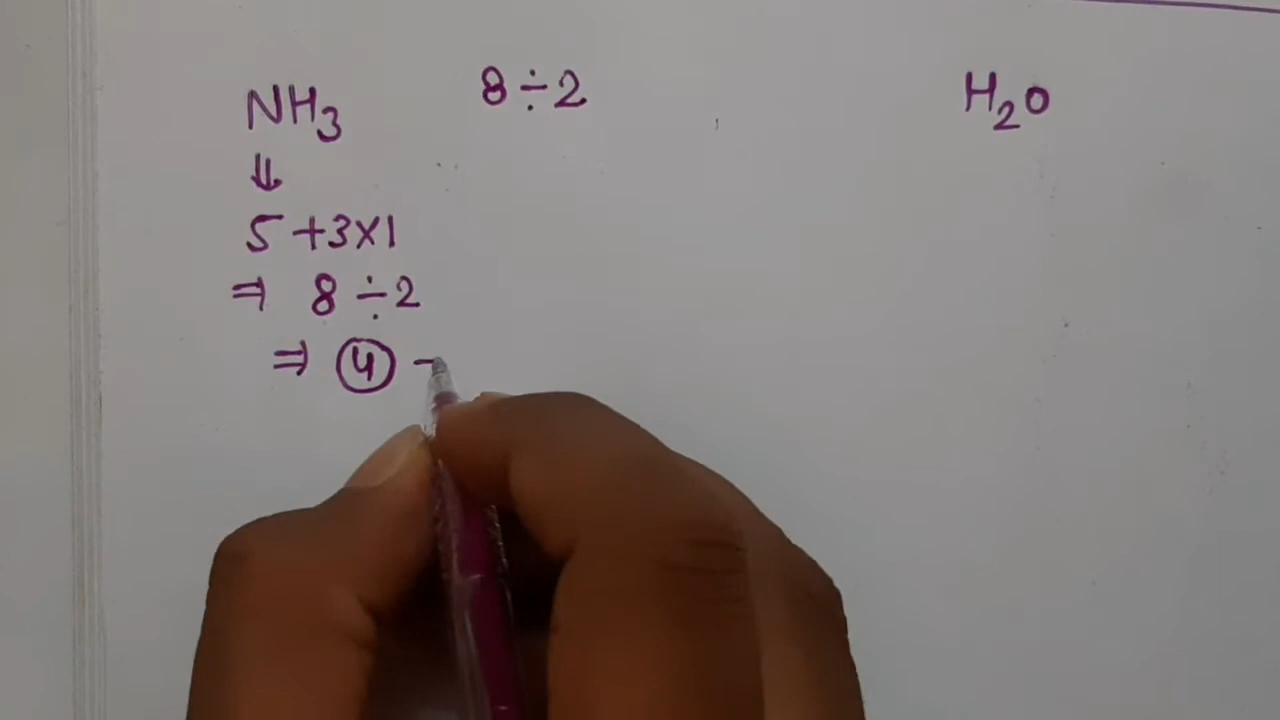 NH3
8÷2
H2O
⇓
5+3×1
⇒ 8÷2
⇒ 4 -